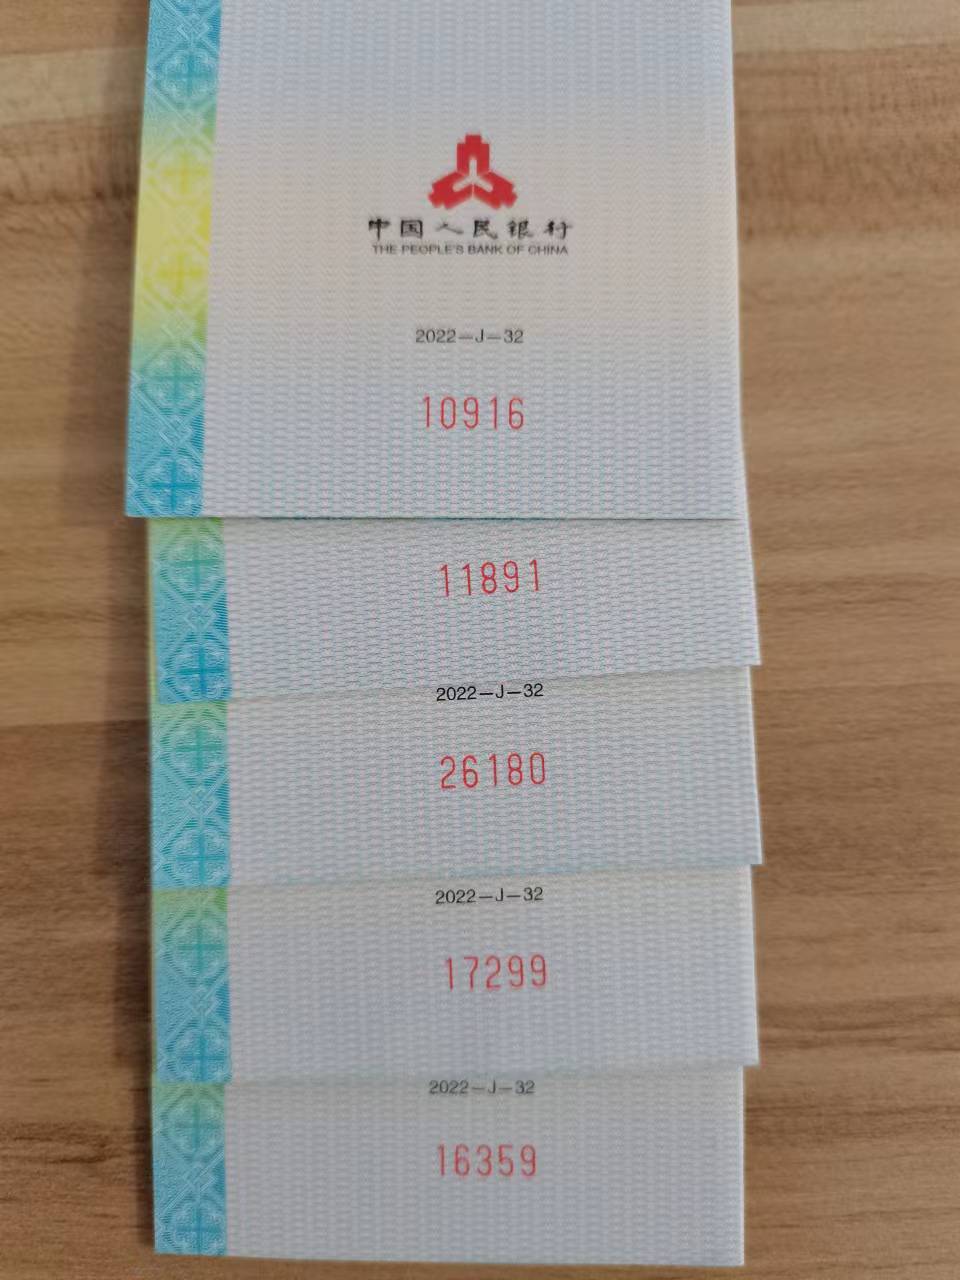 中国人民银行
THE PEOPLE'S BANK OF CHINA
2022—J—32
10916
11891
2022—J—32
26180
2022—J—32
17299
2022—J—32
16359